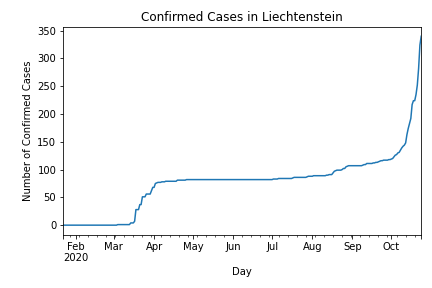 Confirmed Cases in Liechtenstein
Number of Confirmed Cases
350
300
250
200
150
100
50
0
Feb Mar Apr May Jun Jul Aug Sep Oct
2020
Day